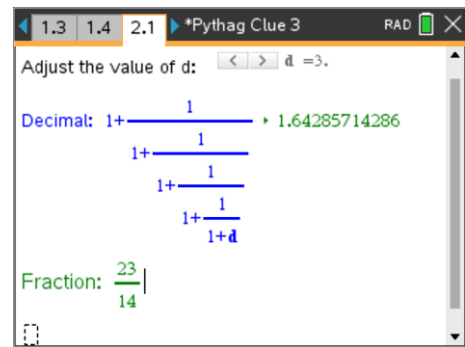 1.3 1.4 2.1 *Pythag Clue 3 RAD
Adjust the value of d: < > d =3.
Decimal: 1+ 1 ▸ 1.64285714286
1+ 1
1+ 1
1+ 1
1+d
Fraction: 23
14